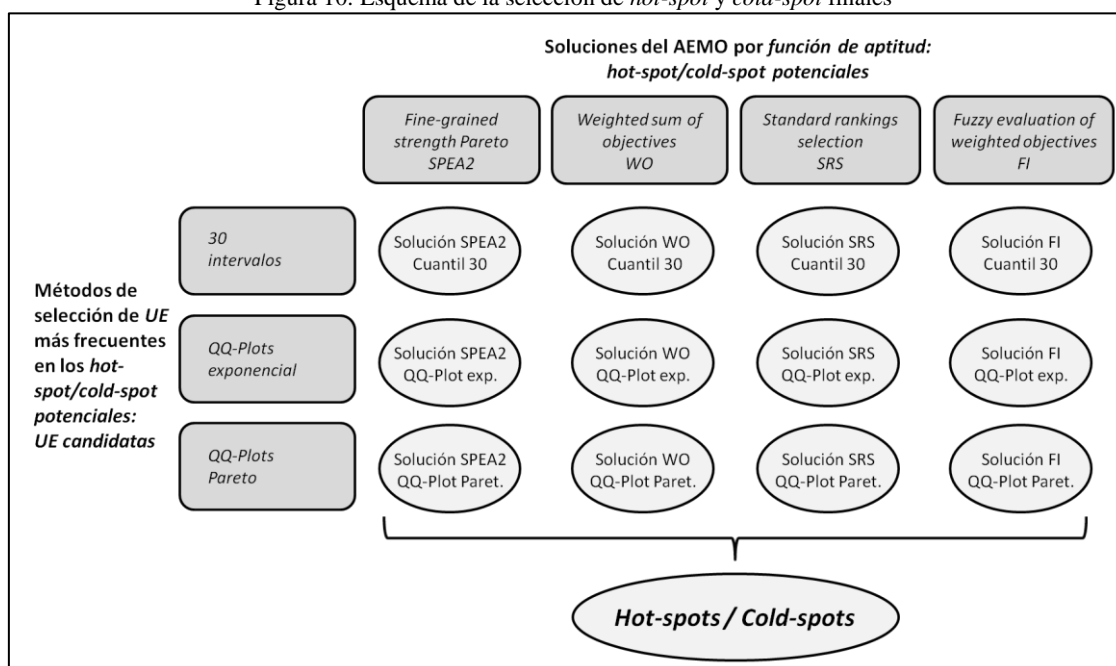 Figura 10. Esquema de la selección de hot-spot y cold-spot finales
Soluciones del AEMO por función de aptitud:
hot-spot/cold-spot potenciales
Fine-grained
strength Pareto
SPEA2
Weighted sum of
objectives
WO
Standard rankings
selection
SRS
Fuzzy evaluation of
weighted objectives
FI
Métodos de
selección de UE
más frecuentes
en los hot-
spot/cold-spot
potenciales:
UE candidatas
30
intervalos
Solución SPEA2
Cuantil 30
Solución WO
Cuantil 30
Solución SRS
Cuantil 30
Solución FI
Cuantil 30
QQ-Plots
exponencial
Solución SPEA2
QQ-Plot exp.
Solución WO
QQ-Plot exp.
Solución SRS
QQ-Plot exp.
Solución FI
QQ-Plot exp.
QQ-Plots
Pareto
Solución SPEA2
QQ-Plot Paret.
Solución WO
QQ-Plot Paret.
Solución SRS
QQ-Plot Paret.
Solución FI
QQ-Plot Paret.
Hot-spots / Cold-spots